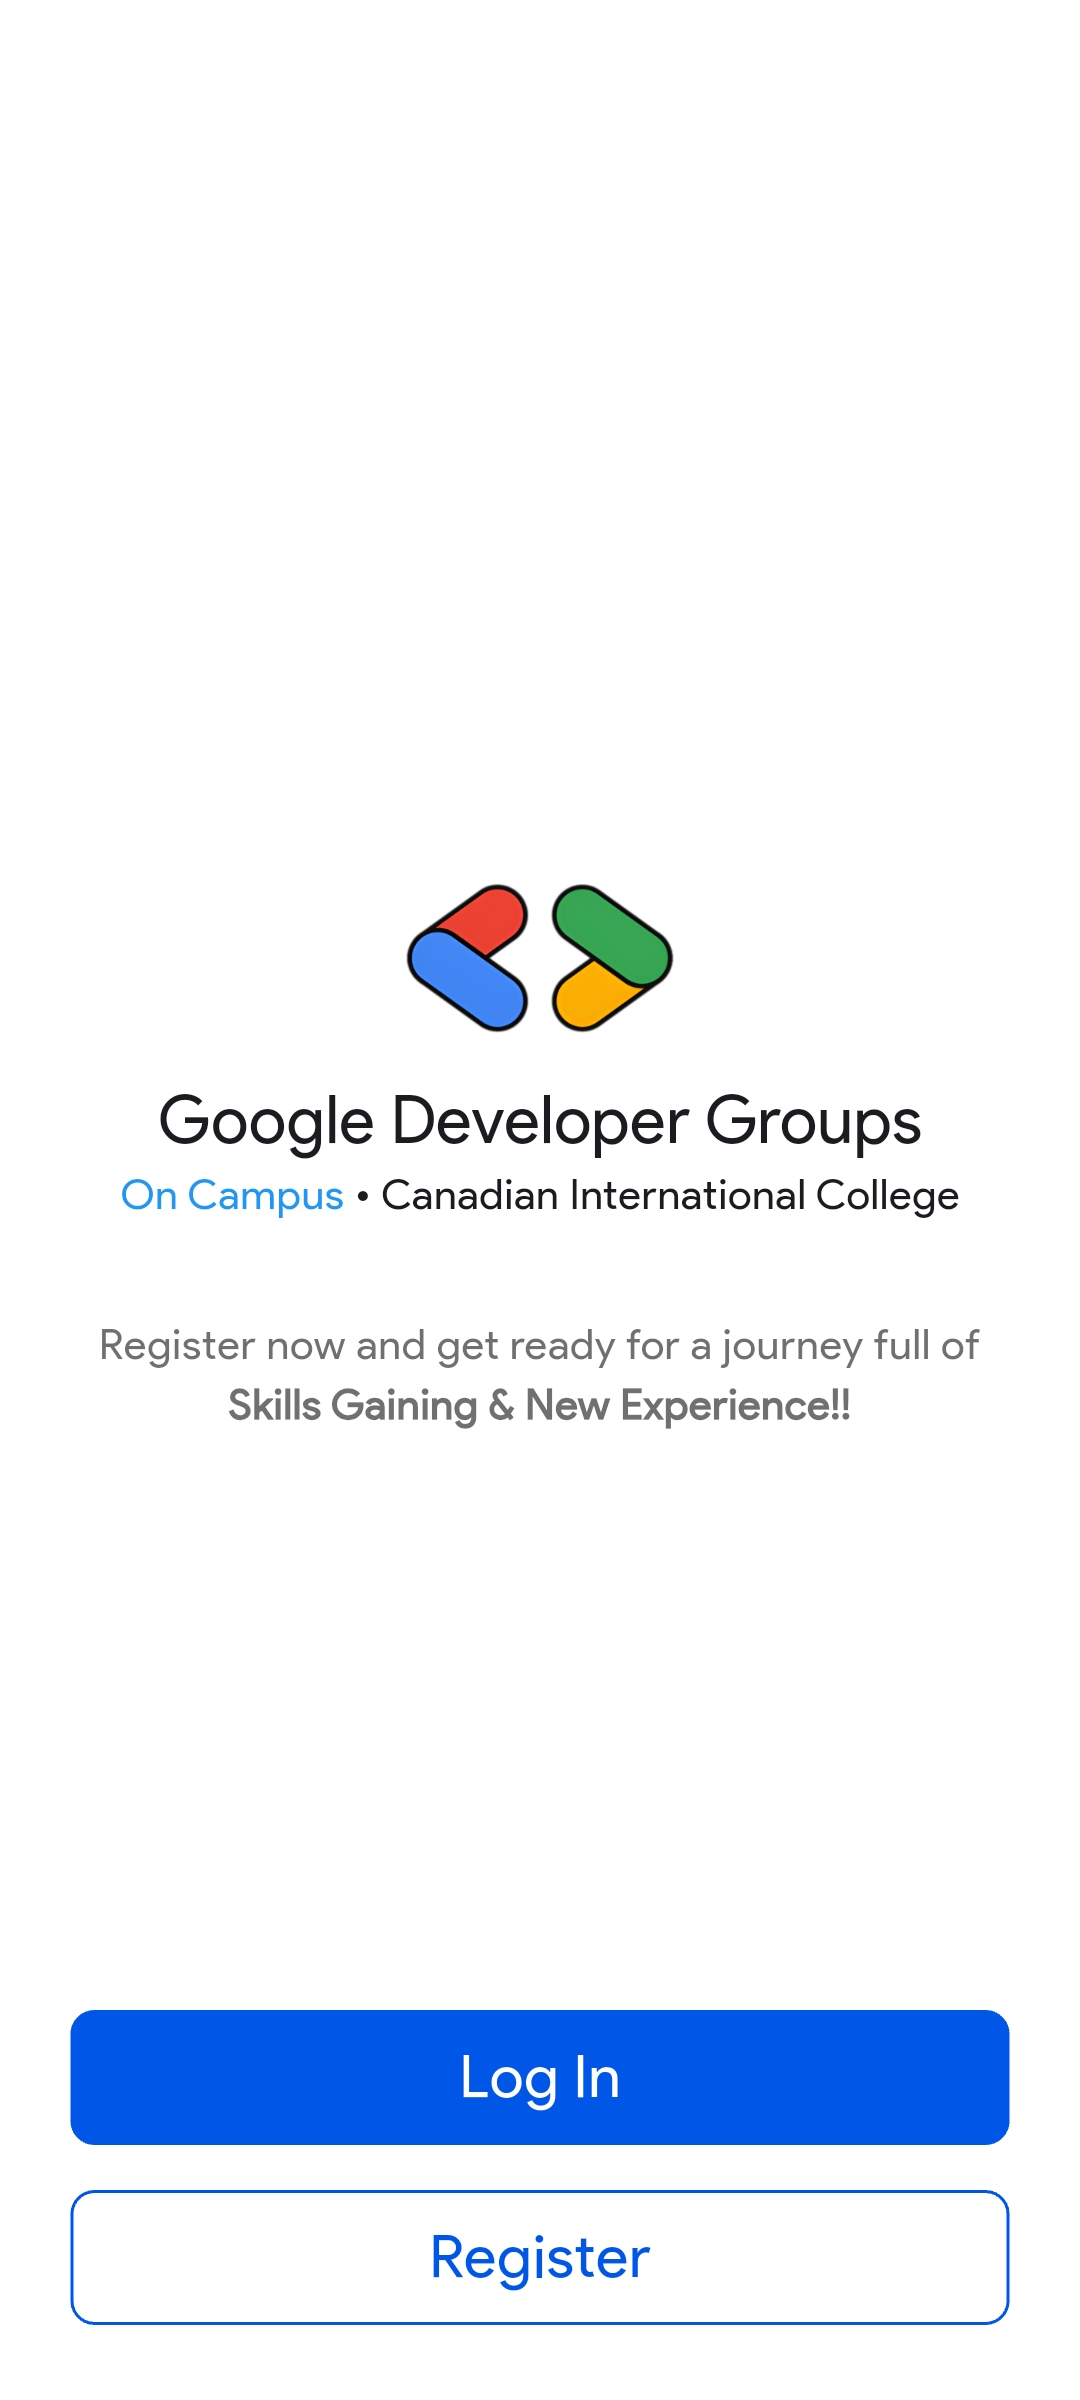 Google Developer Groups
On Campus • Canadian International College
Register now and get ready for a journey full of
Skills Gaining & New Experience!!
Log In
Register